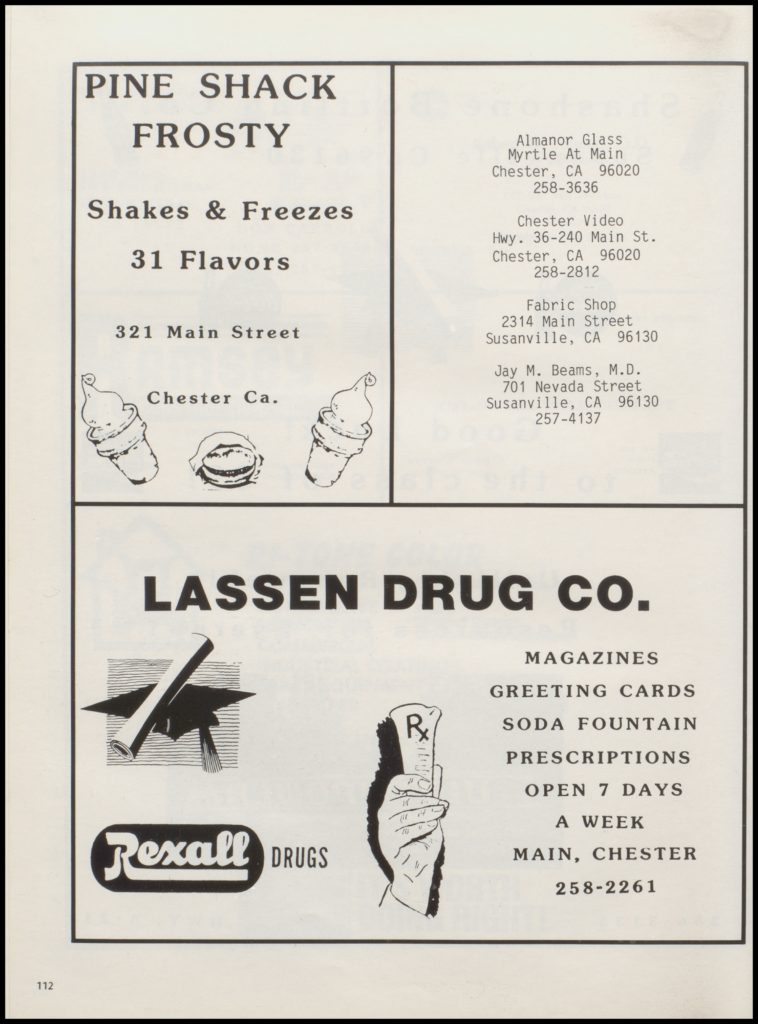 PINE SHACK
FROSTY
Shakes & Freezes
31 Flavors
321 Main Street
Chester Ca.
Almanor Glass
Myrtle At Main
Chester, CA 96020
258-3636
Chester Video
Hwy. 36-240 Main St.
Chester, CA 96020
258-2812
Fabric Shop
2314 Main Street
Susanville, CA 96130
Jay M. Beams, M.D.
701 Nevada Street
Susanville, CA 96130
257-4137
LASSEN DRUG CO.
MAGAZINES
GREETING CARDS
SODA FOUNTAIN
PRESCRIPTIONS
OPEN 7 DAYS
A WEEK
MAIN, CHESTER
258-2261
℞
Rexall DRUGS
112